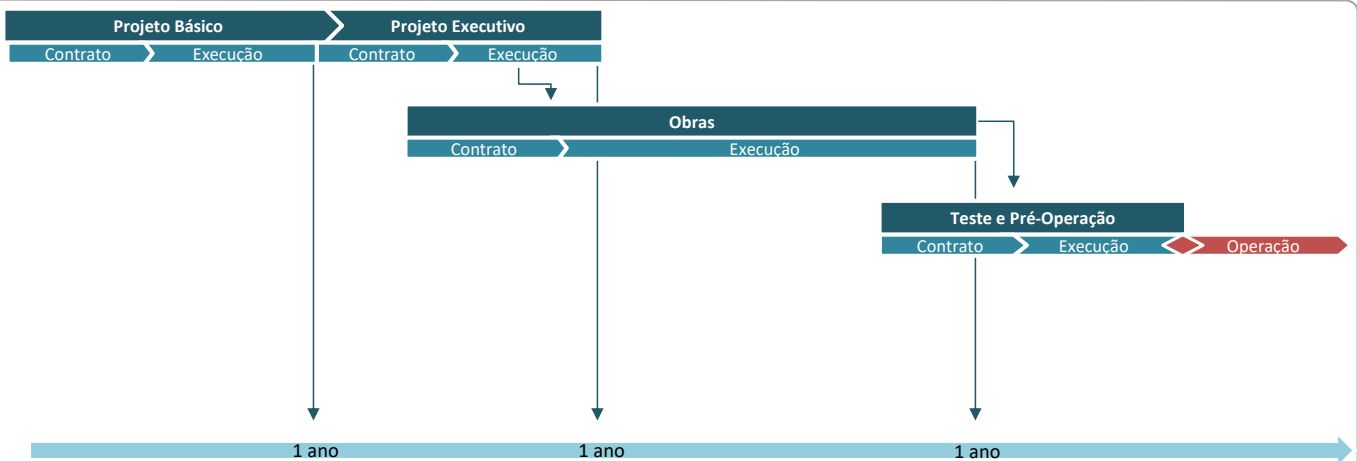 Projeto Básico Projeto Executivo
Contrato Execução Contrato Execução
Obras
Contrato Execução
Teste e Pré-Operação
Contrato Execução Operação
1 ano 1 ano 1 ano